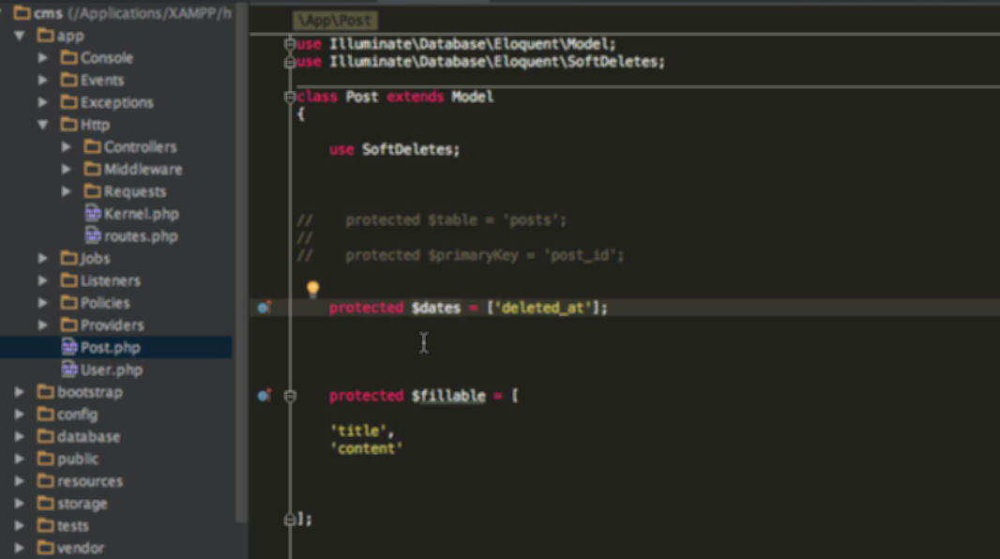 cms (/Applications/XAMPP/h
app
Console
Events
Exceptions
Http
Controllers
Middleware
Requests
Kernel.php
routes.php
Jobs
Listeners
Policies
Providers
Post.php
User.php
bootstrap
config
database
public
resources
storage
tests
vendor
\App\Post
use Illuminate\Database\Eloquent\Model;
use Illuminate\Database\Eloquent\SoftDeletes;
class Post extends Model
{
use SoftDeletes;
// protected $table = 'posts';
//
// protected $primaryKey = 'post_id';
protected $dates = ['deleted_at'];
protected $fillable = [
'title',
'content'
];